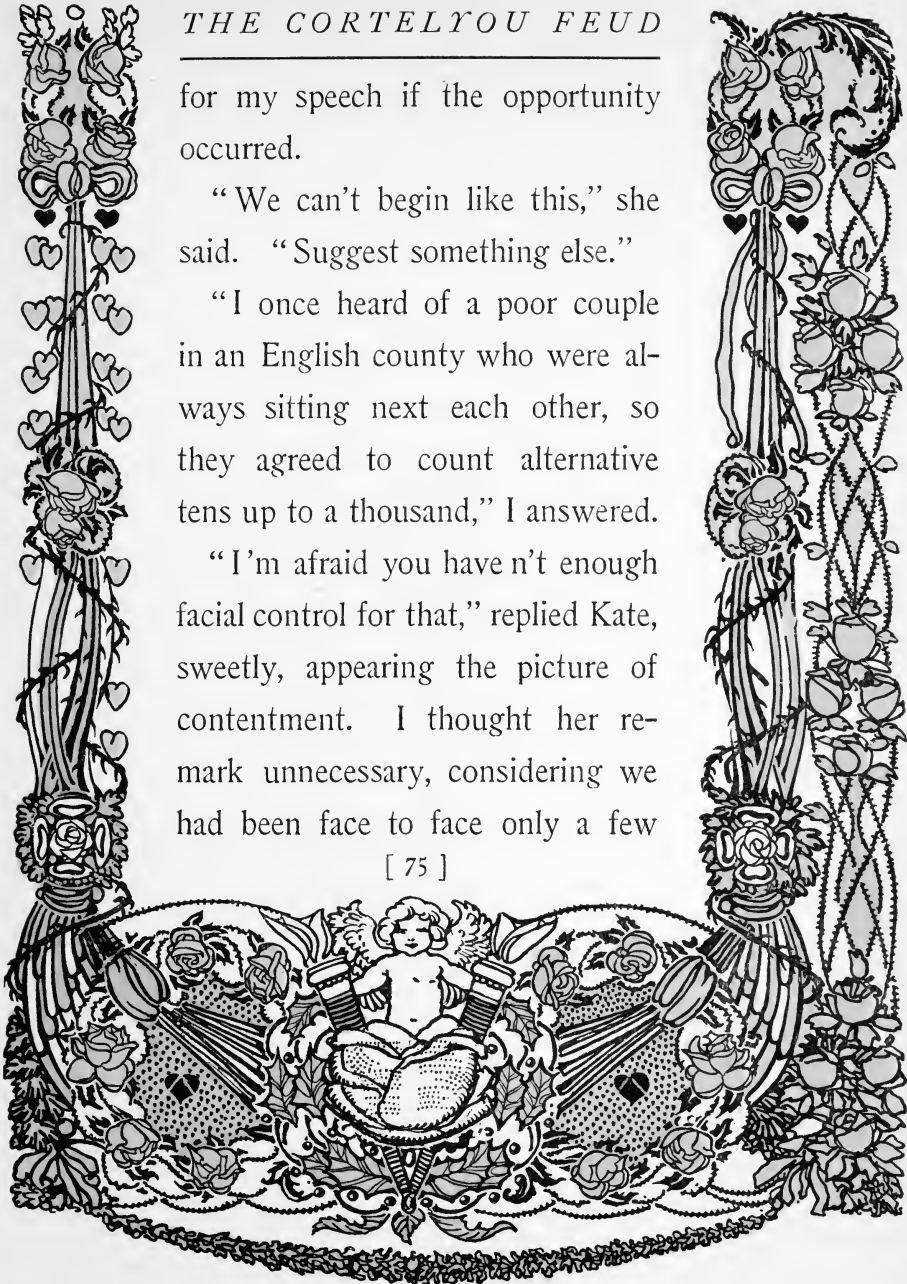 THE CORTELYOU FEUD
for my speech if the opportunity
occurred.
"We can't begin like this," she
said. "Suggest something else."
"I once heard of a poor couple
in an English county who were al-
ways sitting next each other, so
they agreed to count alternative
tens up to a thousand," I answered.
"I'm afraid you have n't enough
facial control for that," replied Kate,
sweetly, appearing the picture of
contentment. I thought her re-
mark unnecessary, considering we
had been face to face only a few
[ 75 ]